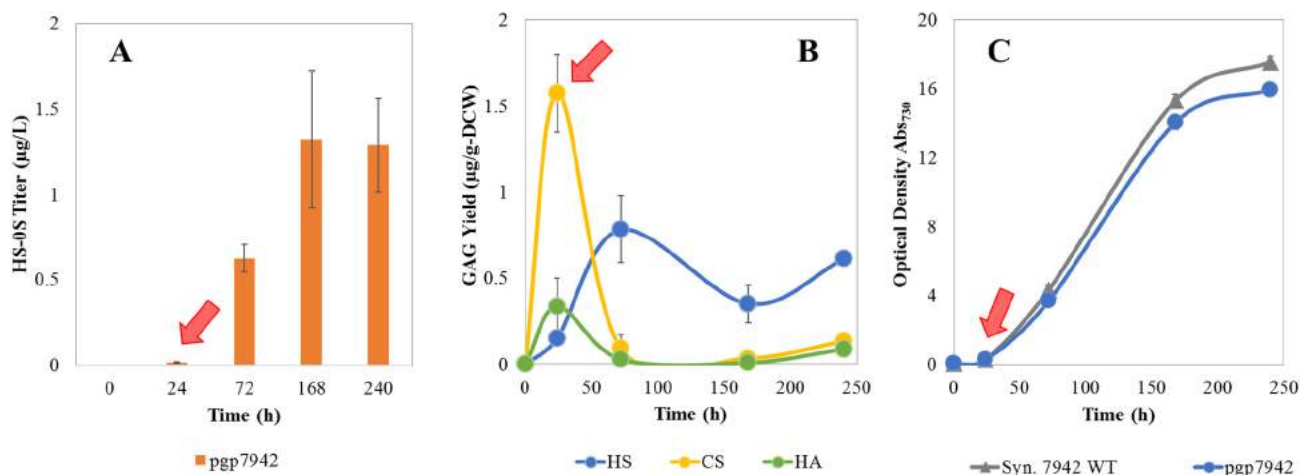 A
HS-0S Titer (µg/L)
2
1.5
1
0.5
0
0 24 72 168 240
Time (h)
pgp7942
B
GAG Yield (µg/g-DCW)
2
1.5
1
0.5
0
0 50 100 150 200 250
Time (h)
HS CS HA
C
Optical Density Abs730
20
16
12
8
4
0
0 50 100 150 200 250
Time (h)
Syn. 7942 WT pgp7942